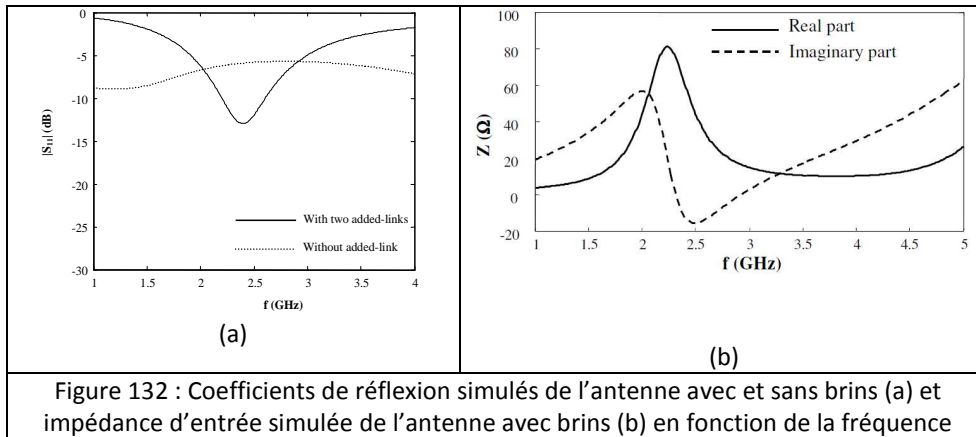 0
-5
-10
-15
-20
-25
-30
|S11| (dB)
With two added-links
Without added-link
1 1.5 2 2.5 3 3.5 4
f (GHz)
(a)
100
80
60
40
20
0
-20
Z (Ω)
Real part
Imaginary part
1 1.5 2 2.5 3 3.5 4 4.5 5
f (GHz)
(b)
Figure 132 : Coefficients de réflexion simulés de l’antenne avec et sans brins (a) et
impédance d’entrée simulée de l’antenne avec brins (b) en fonction de la fréquence